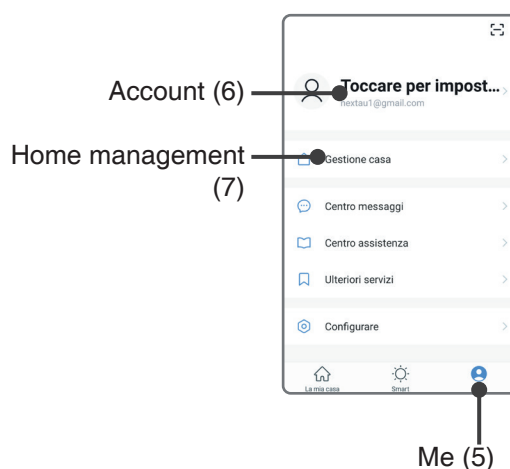 Account (6)
Toccare per impost...
nextau1@gmail.com
Home management
(7)
Gestione casa
Centro messaggi
Centro assistenza
Ulteriori servizi
Configurare
La mia casa
Smart
Me (5)